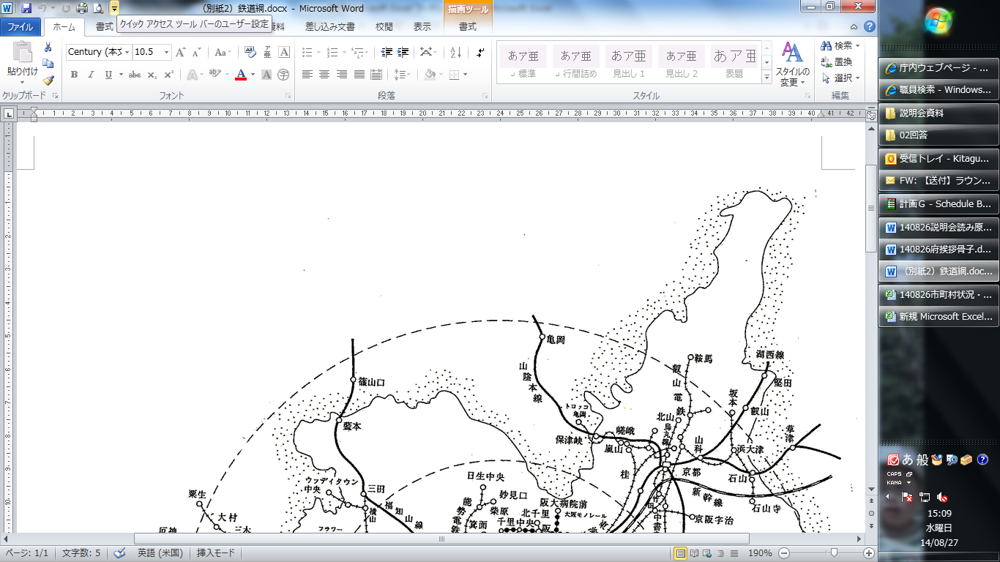 （別紙2）鉄道網.docx - Microsoft Word
描画ツール
ファイル
ホーム
書式
資料
差し込み文書
校閲
表示
書式
クイック アクセス ツール バーのユーザー設定
貼り付け
クリップボード
Century (本文
10.5
フォント
段落
あア亜
あア亜
あア亜
あア亜
あア亜
標準
行間詰め
見出し 1
見出し 2
表題
スタイルの
変更
スタイル
検索
置換
選択
編集
亀岡
山陰本線
篠山口
藍本
トロッコ
亀岡
保津峡
嵯峨
嵐山
桂
鞍馬
叡山電鉄
北山
烏丸線
山科
京都
湖西線
堅田
坂本
叡山
草津
浜大津
石山
石山寺
新幹線
京阪宇治
中書
ウッディタウン
中央
三田
福知山線
横山
フラワー
粟生
大村
三木
厄神
日生中央
能勢電鉄
妙見口
柴原
箕面
北千里
千里中央
阪大病院前
大阪モノレール
ページ: 1/1
文字数: 5
英語 (米国)
挿入モード
190%
庁内ウェブページ - ...
職員検索 - Windows...
説明会資料
02回答
受信トレイ - Kitagu...
FW: 【送付】ラウン...
計画G - Schedule B...
140826説明会読み原...
140826府挨拶骨子.d...
（別紙2）鉄道網.doc...
140826市町村状況・...
新規 Microsoft Excel...
あ 般
CAPS
KANA
15:09
水曜日
14/08/27